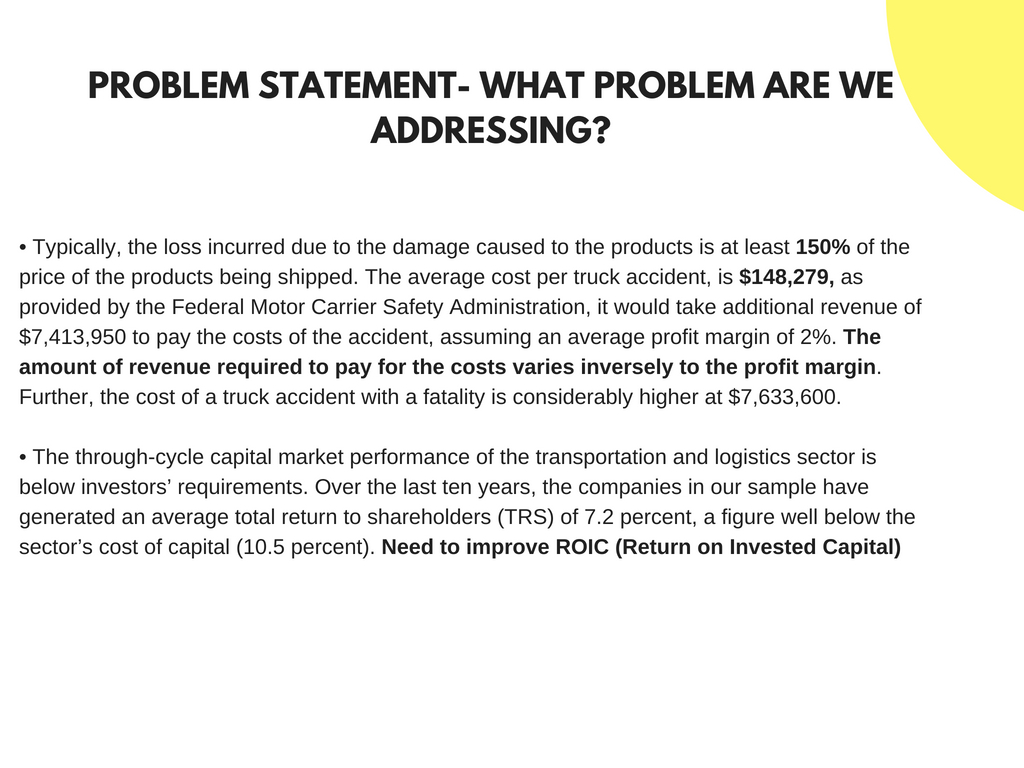 PROBLEM STATEMENT- WHAT PROBLEM ARE WE
ADDRESSING?
• Typically, the loss incurred due to the damage caused to the products is at least 150% of the
price of the products being shipped. The average cost per truck accident, is $148,279, as
provided by the Federal Motor Carrier Safety Administration, it would take additional revenue of
$7,413,950 to pay the costs of the accident, assuming an average profit margin of 2%. The
amount of revenue required to pay for the costs varies inversely to the profit margin.
Further, the cost of a truck accident with a fatality is considerably higher at $7,633,600.
• The through-cycle capital market performance of the transportation and logistics sector is
below investors’ requirements. Over the last ten years, the companies in our sample have
generated an average total return to shareholders (TRS) of 7.2 percent, a figure well below the
sector’s cost of capital (10.5 percent). Need to improve ROIC (Return on Invested Capital)